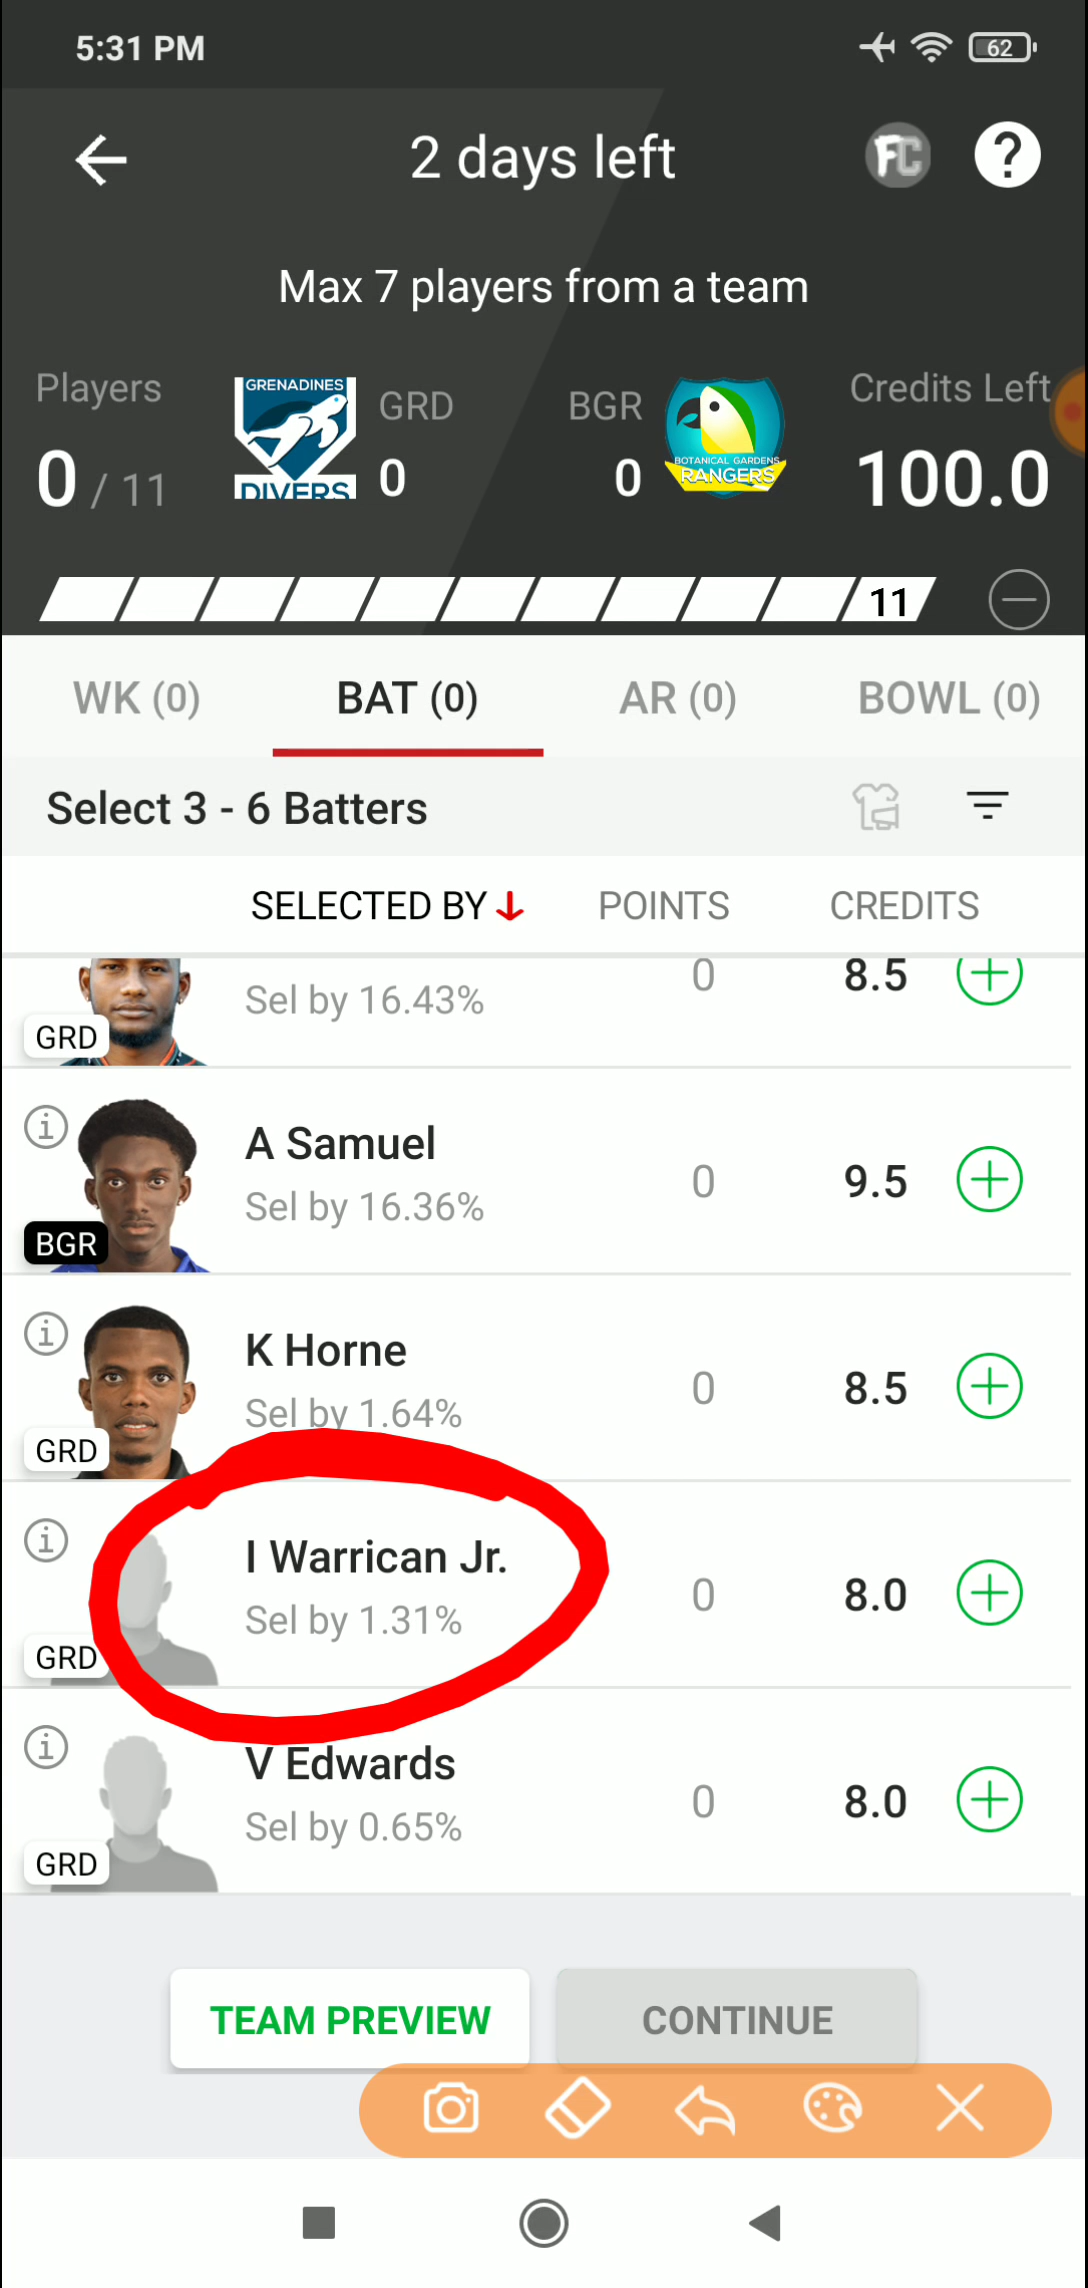 5:31 PM
62
2 days left
FC
?
Max 7 players from a team
Players
GRENADINES
DIVERS
GRD
BGR
BOTANICAL GARDENS
RANGERS
Credits Left
0 / 11
0
0
100.0
11
WK (0)
BAT (0)
AR (0)
BOWL (0)
Select 3 - 6 Batters
SELECTED BY
POINTS
CREDITS
GRD
Sel by 16.43%
0
8.5
BGR
A Samuel
Sel by 16.36%
0
9.5
GRD
K Horne
Sel by 1.64%
0
8.5
GRD
I Warrican Jr.
Sel by 1.31%
0
8.0
GRD
V Edwards
Sel by 0.65%
0
8.0
TEAM PREVIEW
CONTINUE